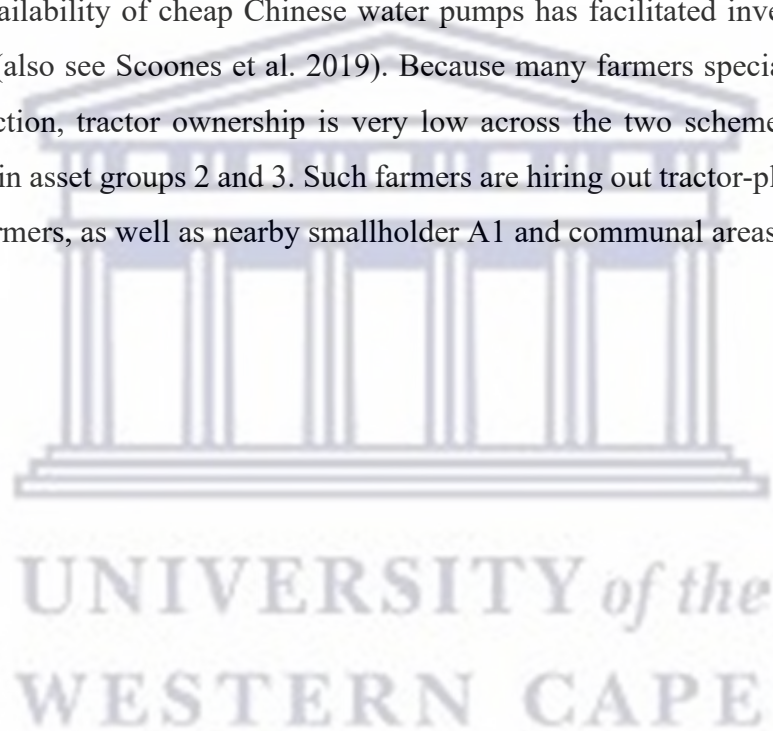 ailability of cheap Chinese water pumps has facilitated inve
(also see Scoones et al. 2019). Because many farmers specia
ction, tractor ownership is very low across the two scheme
in asset groups 2 and 3. Such farmers are hiring out tractor-pl
rmers, as well as nearby smallholder A1 and communal areas
UNIVERSITY of the
WESTERN CAPE